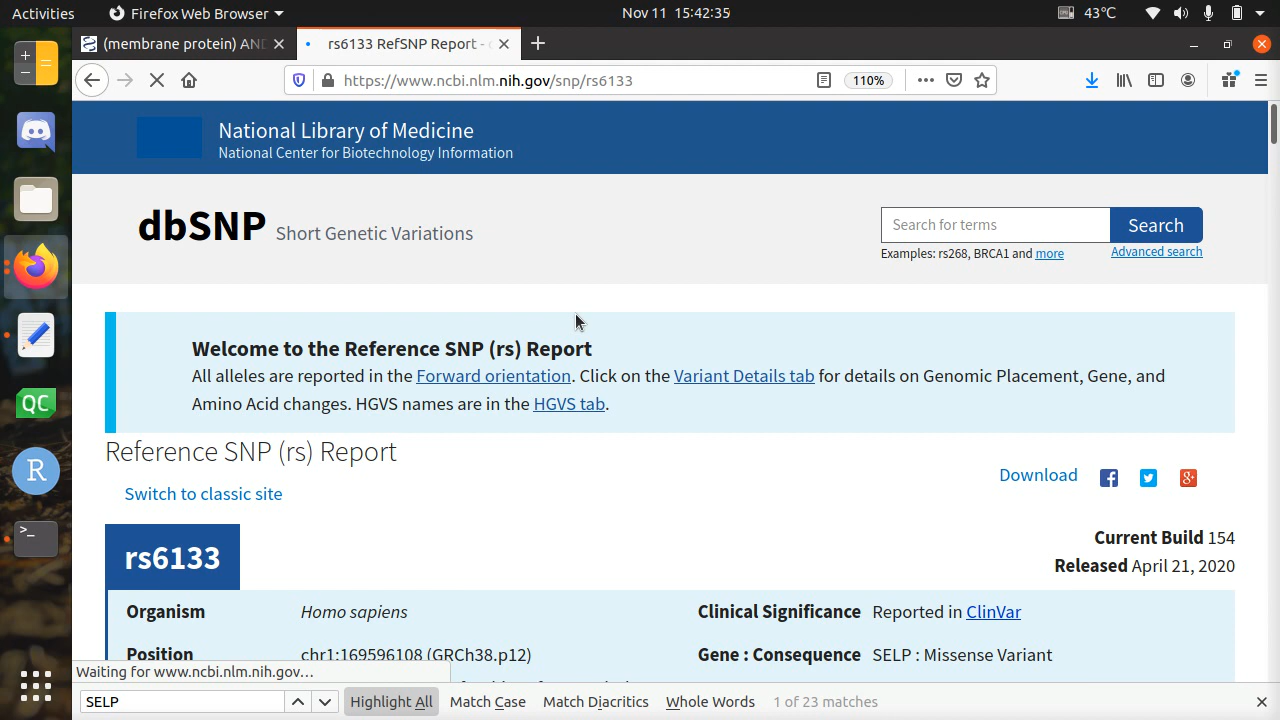 Activities
Firefox Web Browser
Nov 11 15:42:35
43°C
(membrane protein) AN
rs6133 RefSNP Report -
https://www.ncbi.nlm.nih.gov/snp/rs6133
110%
National Library of Medicine
National Center for Biotechnology Information
dbSNP Short Genetic Variations
Search for terms
Search
Examples: rs268, BRCA1 and more
Advanced search
Welcome to the Reference SNP (rs) Report
All alleles are reported in the Forward orientation. Click on the Variant Details tab for details on Genomic Placement, Gene, and
Amino Acid changes. HGVS names are in the HGVS tab.
Reference SNP (rs) Report
Switch to classic site
Download
rs6133
Current Build 154
Released April 21, 2020
Organism Homo sapiens
Clinical Significance Reported in ClinVar
Position chr1:169596108 (GRCh38.p12)
Gene : Consequence SELP : Missense Variant
Waiting for www.ncbi.nlm.nih.gov…
SELP
Highlight All
Match Case
Match Diacritics
Whole Words
1 of 23 matches
QC
R
>_